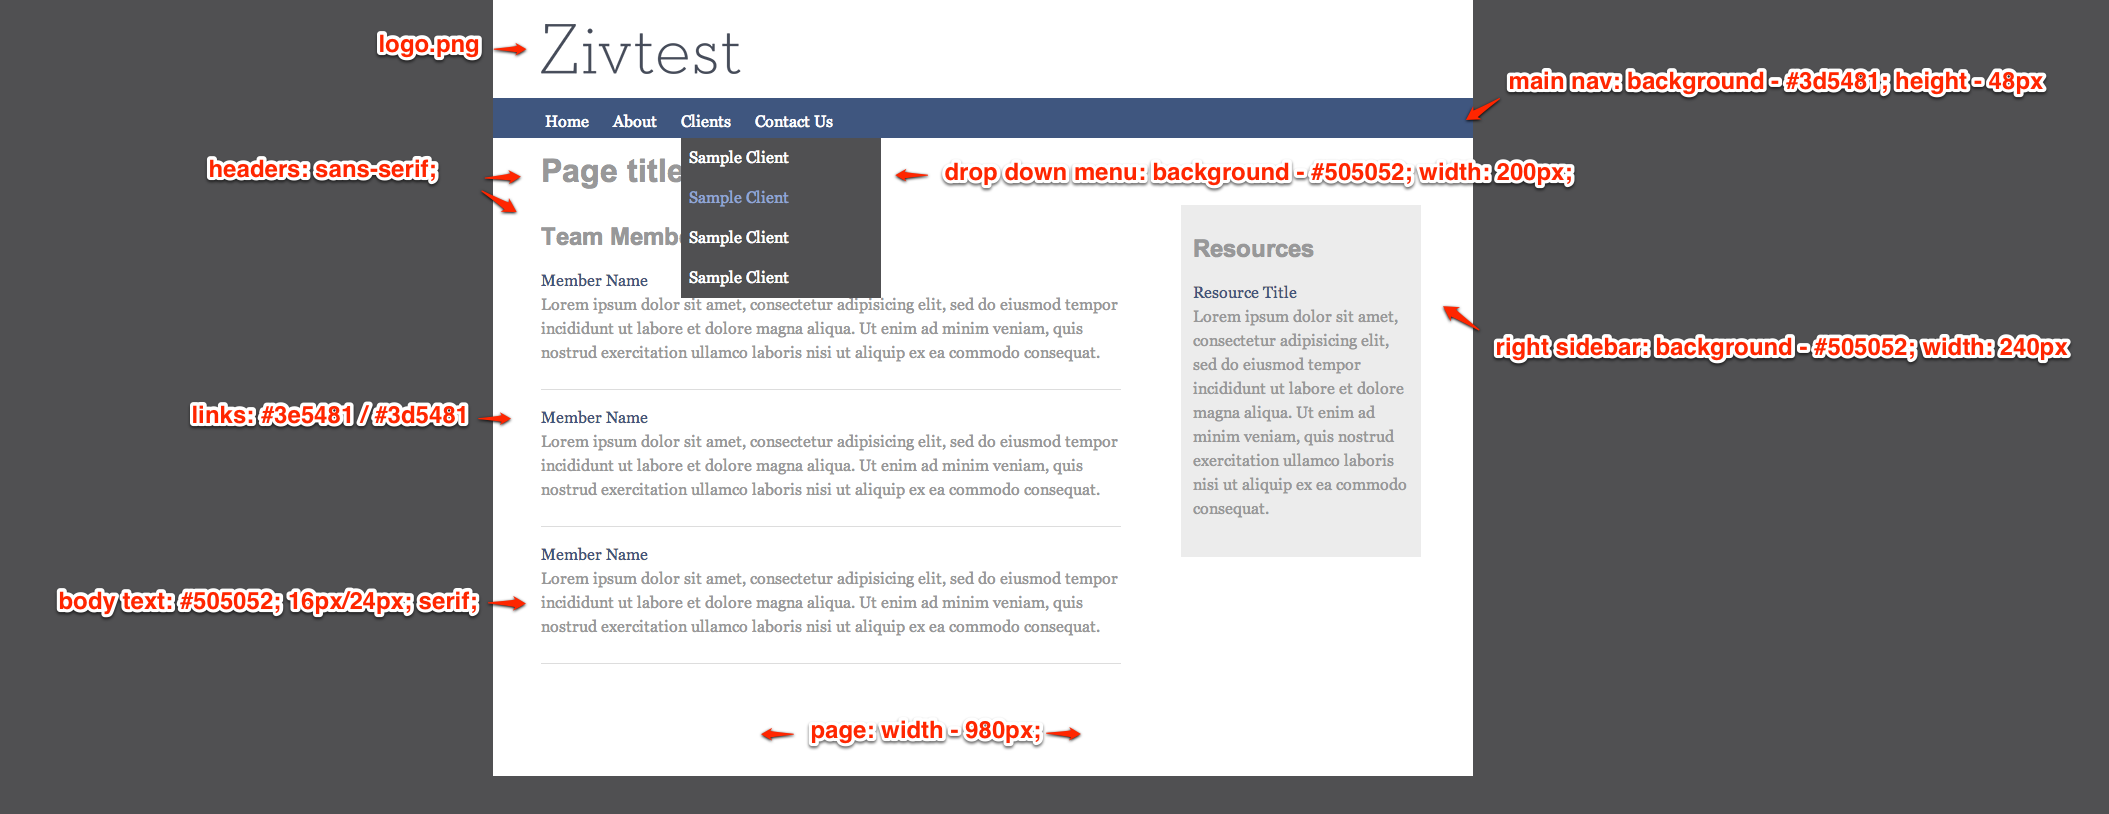 logo.png
Zivtest
main nav: background - #3d5481; height - 48px
Home About Clients Contact Us
headers: sans-serif;
Page title
Sample Client
Sample Client
Sample Client
Sample Client
drop down menu: background - #505052; width: 200px;
Team Membe
Member Name
Lorem ipsum dolor sit amet, consectetur adipisicing elit, sed do eiusmod tempor
incididunt ut labore et dolore magna aliqua. Ut enim ad minim veniam, quis
nostrud exercitation ullamco laboris nisi ut aliquip ex ea commodo consequat.
links: #3e5481 / #3d5481
Member Name
Lorem ipsum dolor sit amet, consectetur adipisicing elit, sed do eiusmod tempor
incididunt ut labore et dolore magna aliqua. Ut enim ad minim veniam, quis
nostrud exercitation ullamco laboris nisi ut aliquip ex ea commodo consequat.
body text: #505052; 16px/24px; serif;
Member Name
Lorem ipsum dolor sit amet, consectetur adipisicing elit, sed do eiusmod tempor
incididunt ut labore et dolore magna aliqua. Ut enim ad minim veniam, quis
nostrud exercitation ullamco laboris nisi ut aliquip ex ea commodo consequat.
Resources
Resource Title
Lorem ipsum dolor sit amet,
consectetur adipisicing elit,
sed do eiusmod tempor
incididunt ut labore et dolore
magna aliqua. Ut enim ad
minim veniam, quis nostrud
exercitation ullamco laboris
nisi ut aliquip ex ea commodo
consequat.
right sidebar: background - #505052; width: 240px
page: width - 980px;